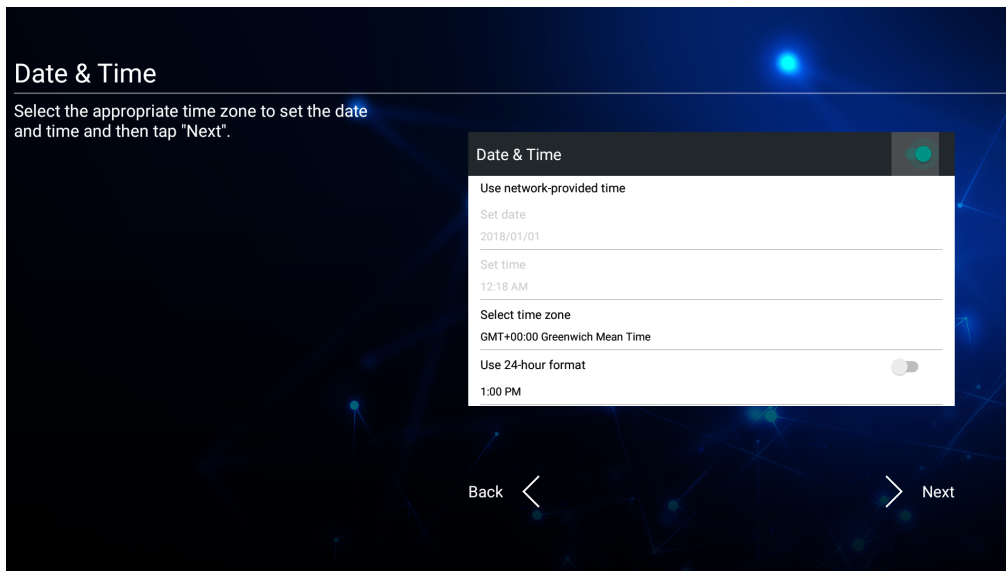 Date & Time
Select the appropriate time zone to set the date
and time and then tap "Next".
Date & Time
Use network-provided time
Set date
2018/01/01
Set time
12:18 AM
Select time zone
GMT+00:00 Greenwich Mean Time
Use 24-hour format
1:00 PM
Back
Next